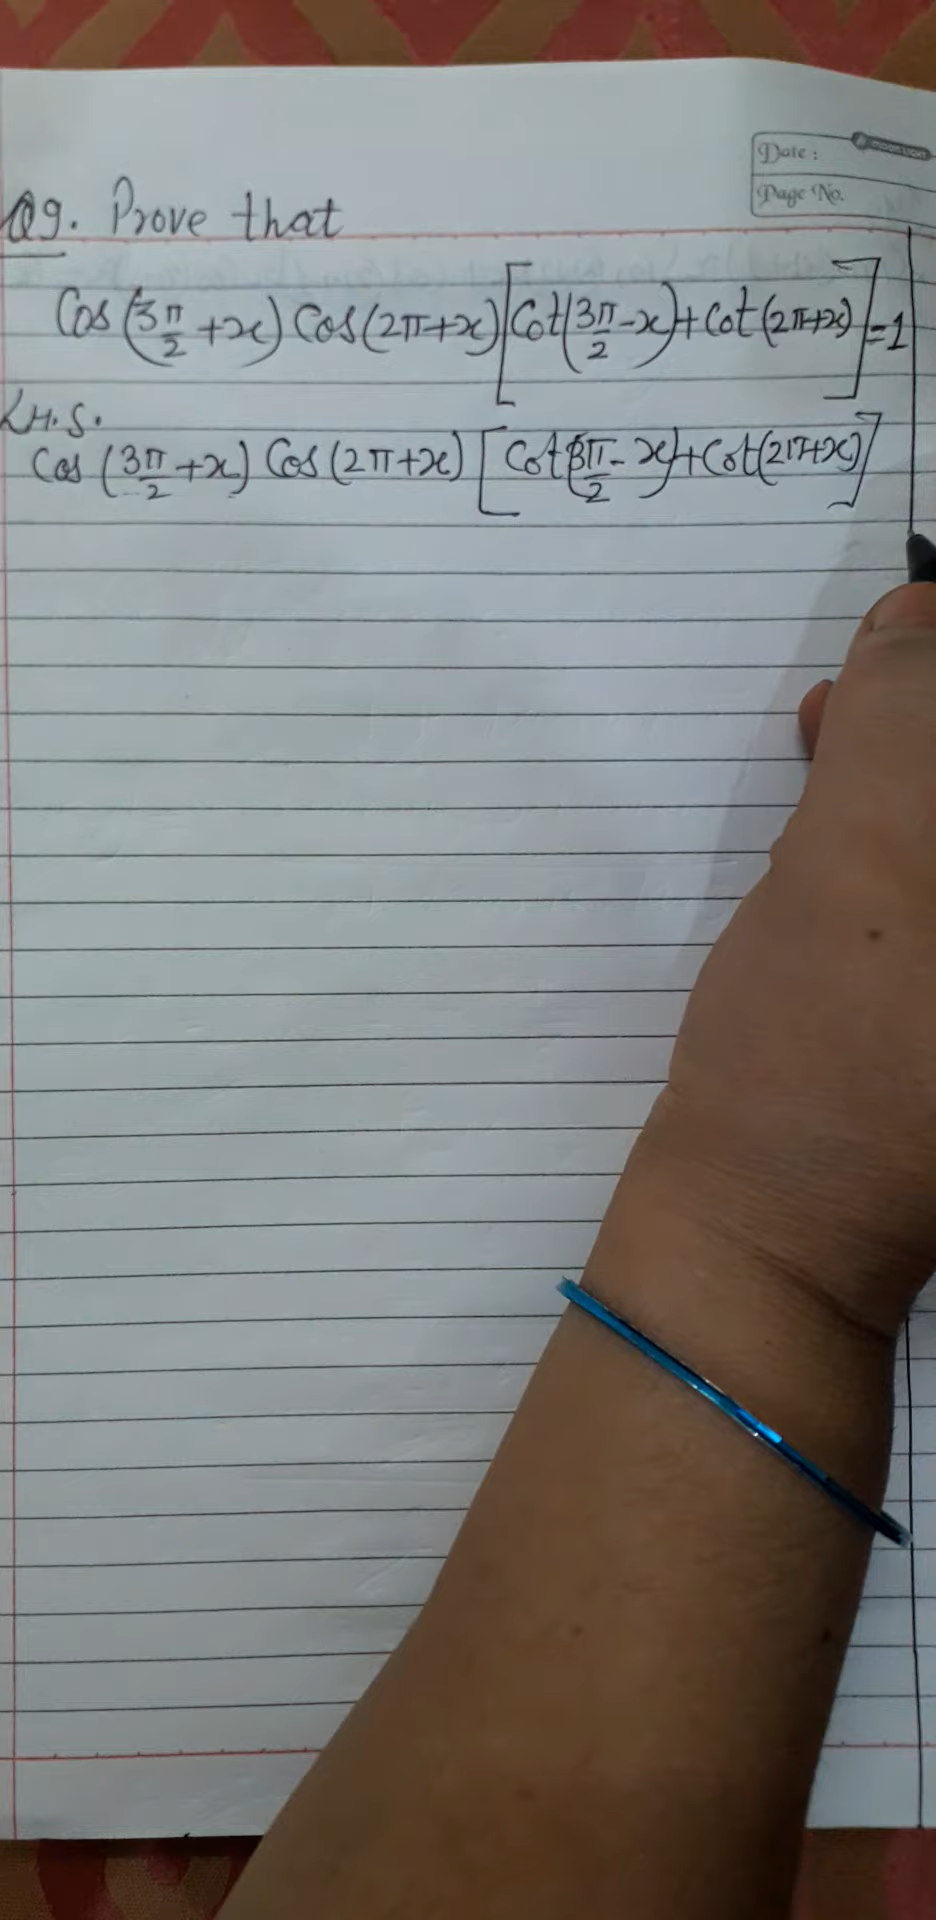 Date :
Page No.
Q9. Prove that
Cos(3π/2+x) Cos(2π+x)[Cot(3π/2-x)+Cot(2π+x)]=1
L.H.S.
Cos (3π/2+x) Cos (2π+x) [Cot(3π/2-x)+Cot(2π+x)]